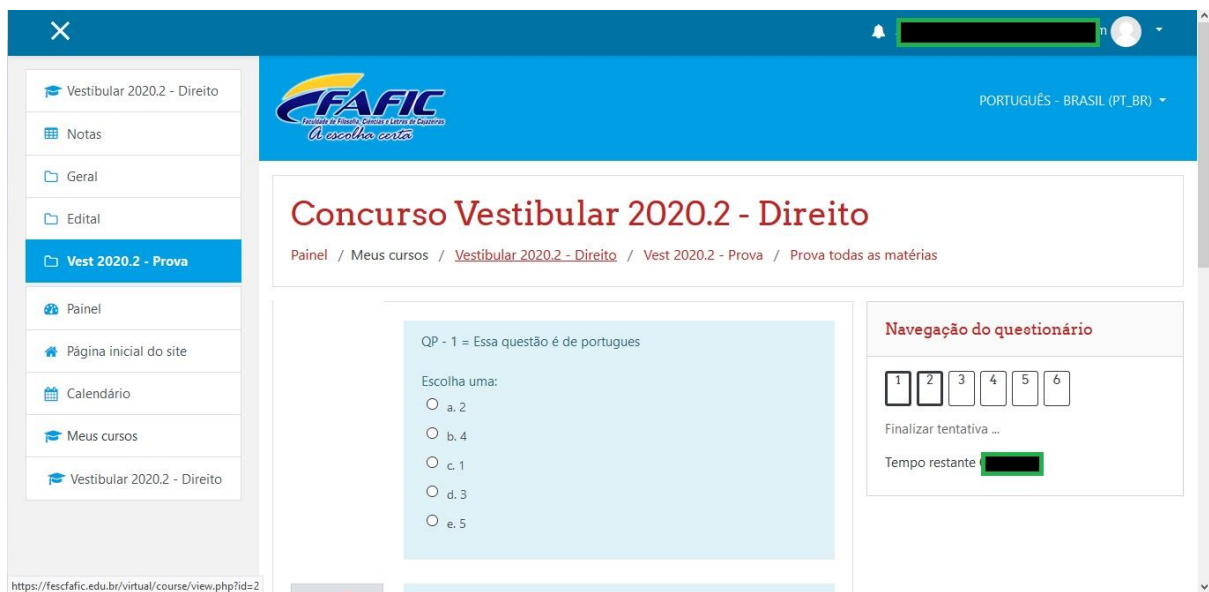 m
Vestibular 2020.2 - Direito
Notas
Geral
Edital
Vest 2020.2 - Prova
Painel
Página inicial do site
Calendário
Meus cursos
Vestibular 2020.2 - Direito
FAFIC
Faculdade de Filosofia, Ciências e Letras de Cajazeiras
A escolha certa
PORTUGUÊS - BRASIL (PT_BR)
Concurso Vestibular 2020.2 - Direito
Painel / Meus cursos / Vestibular 2020.2 - Direito / Vest 2020.2 - Prova / Prova todas as matérias
QP - 1 = Essa questão é de portugues
Escolha uma:
a. 2
b. 4
c. 1
d. 3
e. 5
Navegação do questionário
1 2 3 4 5 6
Finalizar tentativa ...
Tempo restante
https://fescfafic.edu.br/virtual/course/view.php?id=2